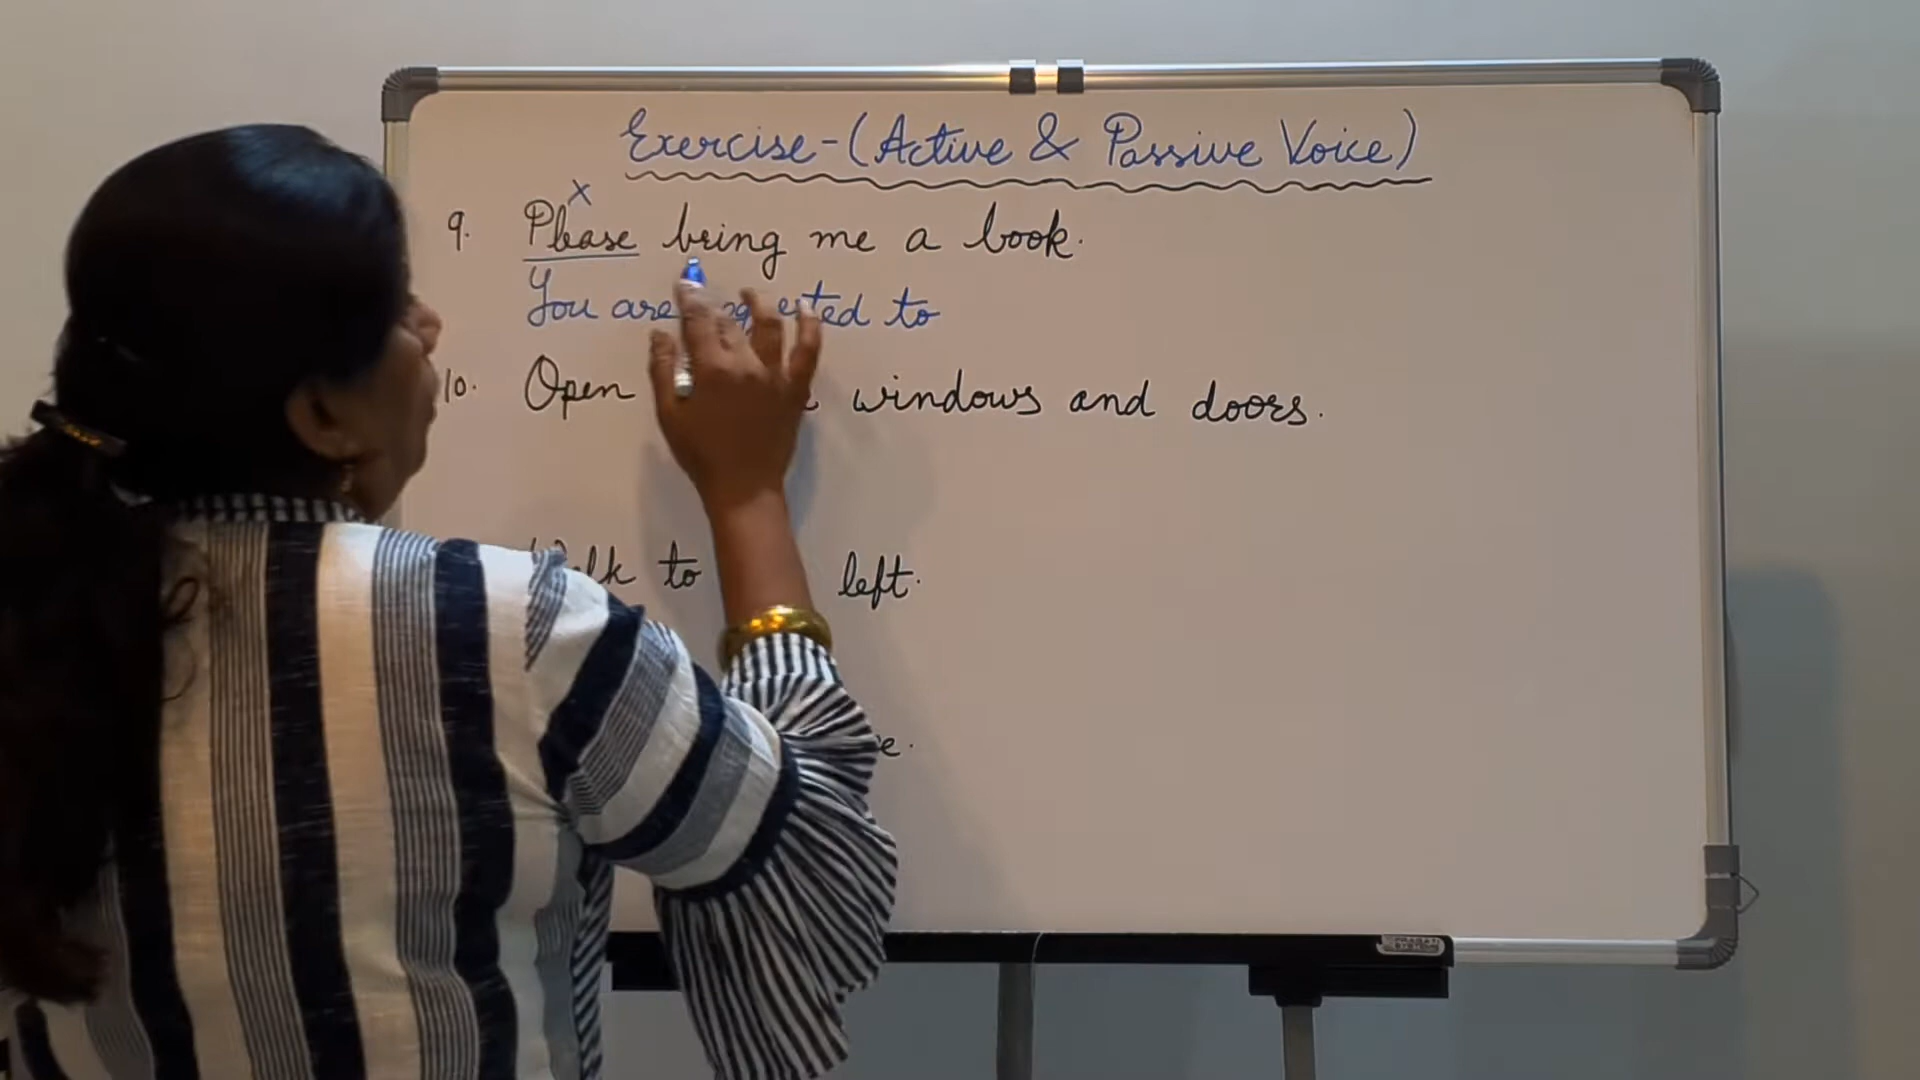 Exercise-(Active & Passive Voice)
x
9. Please bring me a book.
You are requested to
10. Open windows and doors.
Walk to left.